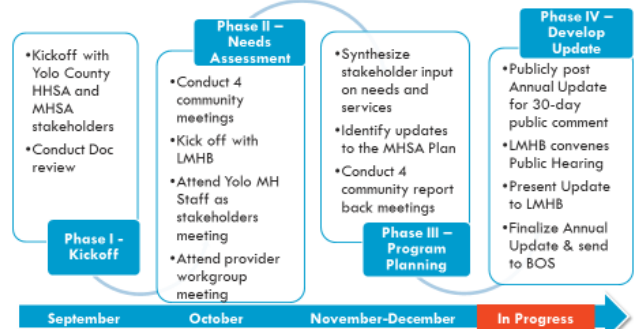 •Kickoff with
Yolo County
HHSA and
MHSA
stakeholders
•Conduct Doc
review
Phase I -
Kickoff
Phase II –
Needs
Assessment
•Conduct 4
community
meetings
•Kick off with
LMHB
•Attend Yolo MH
Staff as
stakeholders
meeting
•Attend provider
workgroup
meeting
•Synthesize
stakeholder input
on needs and
services
•Identify updates
to the MHSA Plan
•Conduct 4
community report
back meetings
Phase III –
Program
Planning
Phase IV –
Develop
Update
•Publicly post
Annual Update
for 30-day
public comment
•LMHB convenes
Public Hearing
•Present Update
to LMHB
•Finalize Annual
Update & send
to BOS
September
October
November-December
In Progress